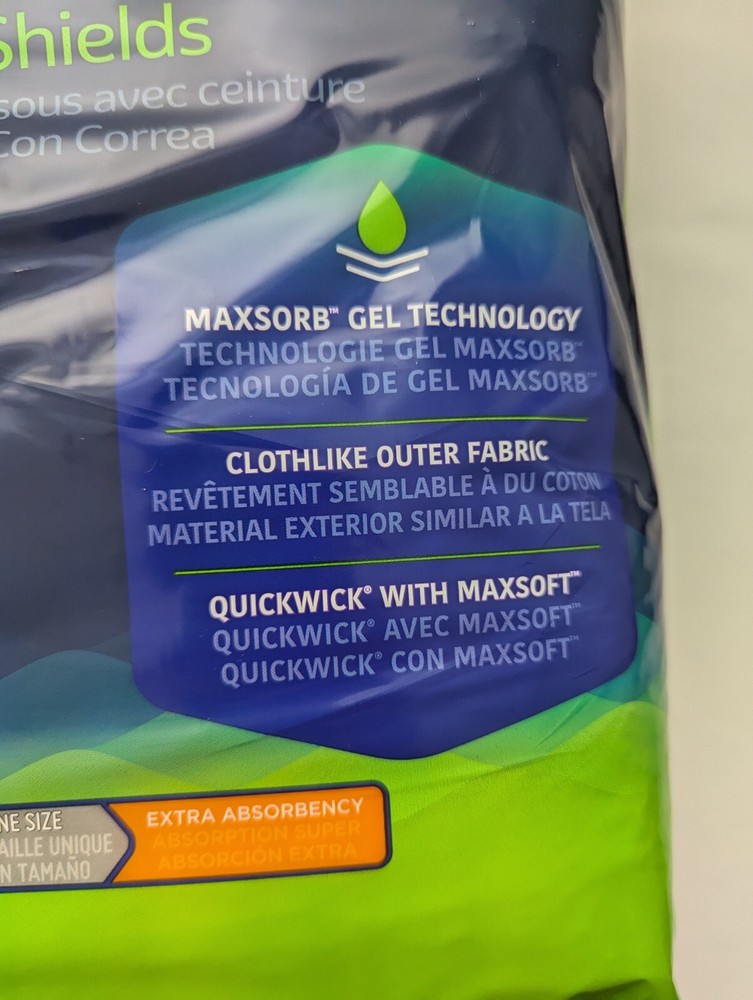 Shields
sous avec ceinture
Con Correa
MAXSORB™ GEL TECHNOLOGY
TECHNOLOGIE GEL MAXSORB™
TECNOLOGÍA DE GEL MAXSORB™
CLOTHLIKE OUTER FABRIC
REVÊTEMENT SEMBLABLE À DU COTON
MATERIAL EXTERIOR SIMILAR A LA TELA
QUICKWICK® WITH MAXSOFT™
QUICKWICK® AVEC MAXSOFT™
QUICKWICK® CON MAXSOFT™
NE SIZE
AILLE UNIQUE
N TAMAÑO
EXTRA ABSORBENCY
ABSORPTION SUPER
ABSORCIÓN EXTRA